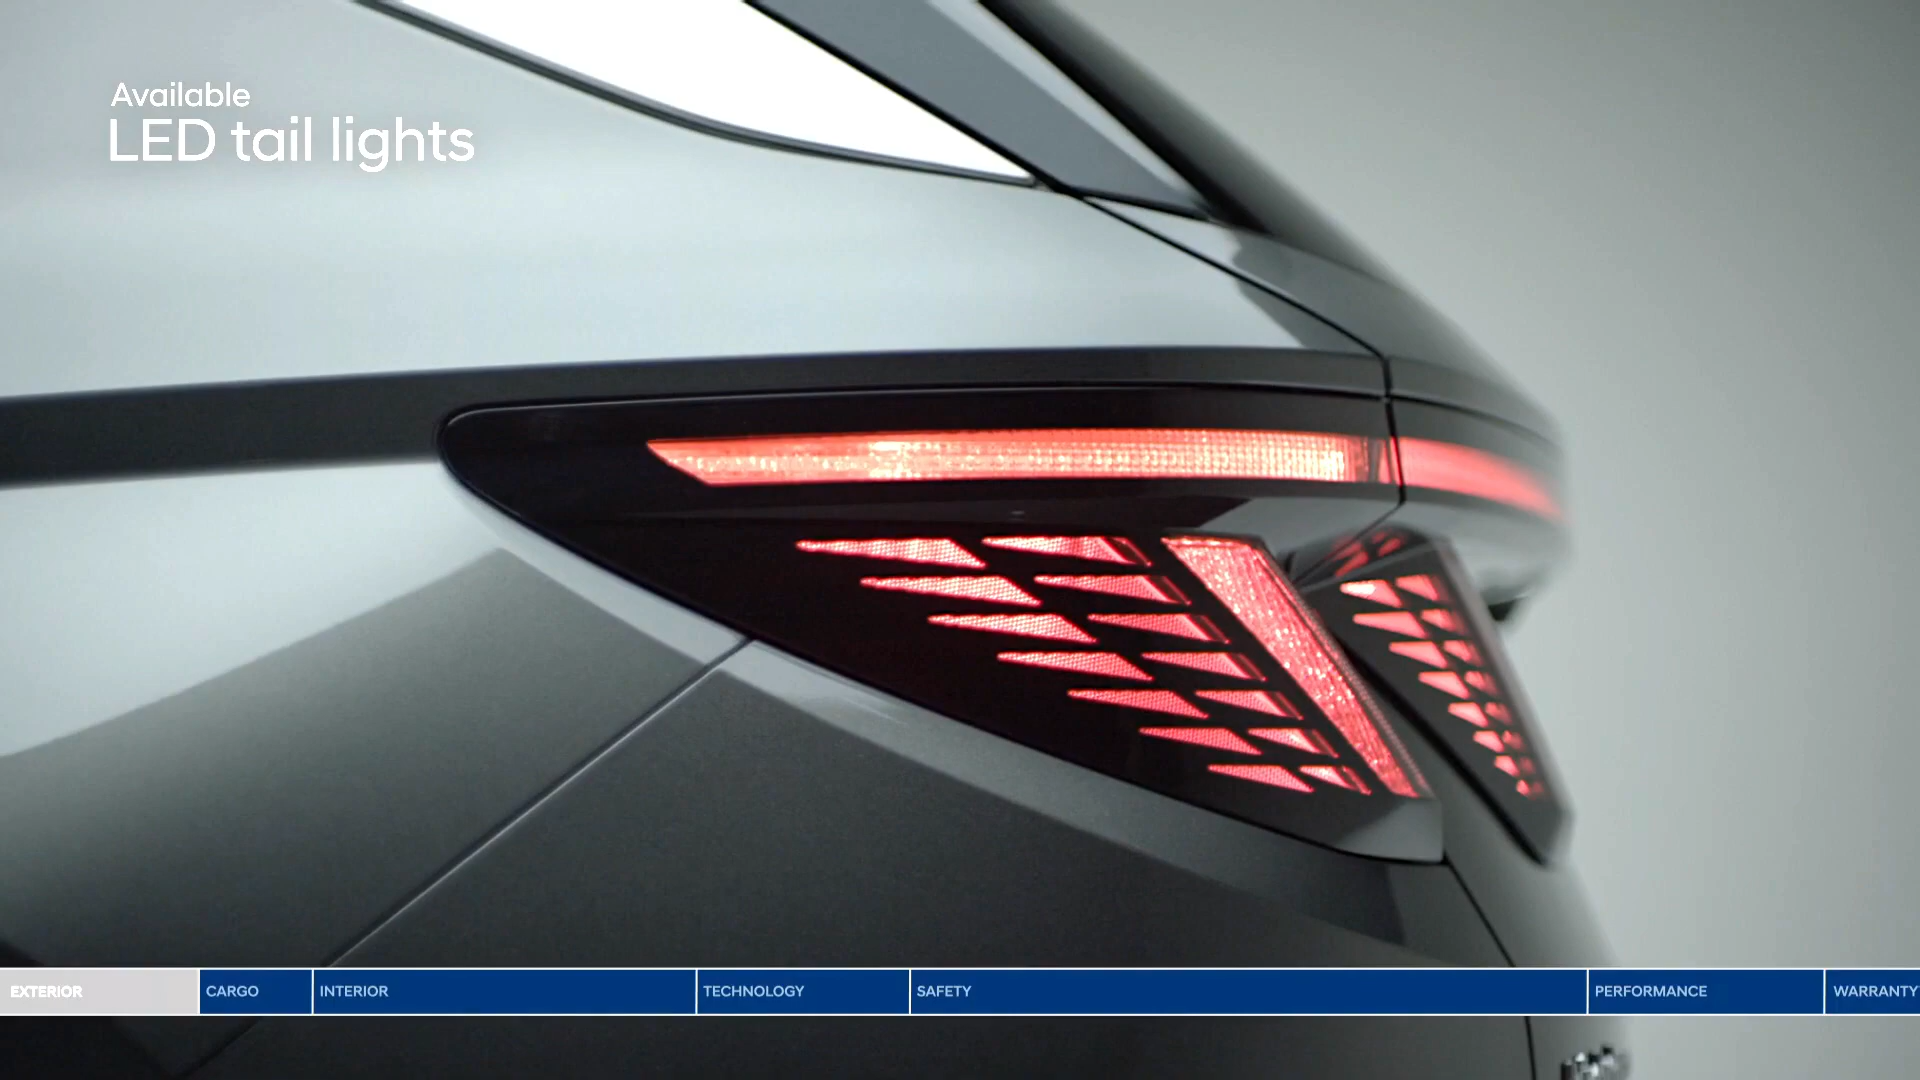 Available
LED tail lights
EXTERIOR
CARGO
INTERIOR
TECHNOLOGY
SAFETY
PERFORMANCE
WARRANTY